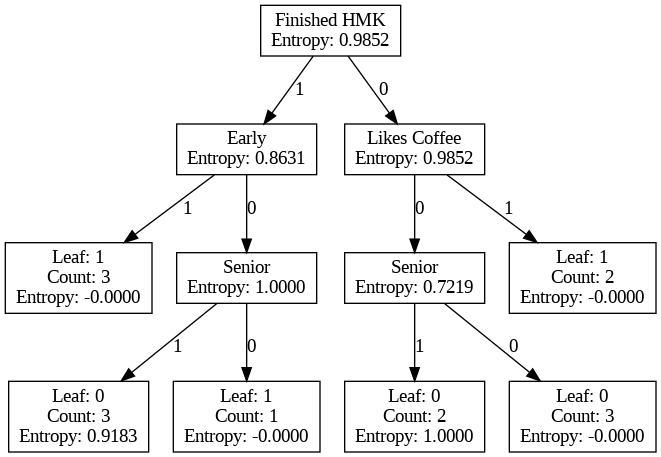 Finished HMK
Entropy: 0.9852
1
0
Early
Entropy: 0.8631
Likes Coffee
Entropy: 0.9852
1
0
0
1
Leaf: 1
Count: 3
Entropy: -0.0000
Senior
Entropy: 1.0000
Senior
Entropy: 0.7219
Leaf: 1
Count: 2
Entropy: -0.0000
1
0
1
0
Leaf: 0
Count: 3
Entropy: 0.9183
Leaf: 1
Count: 1
Entropy: -0.0000
Leaf: 0
Count: 2
Entropy: 1.0000
Leaf: 0
Count: 3
Entropy: -0.0000